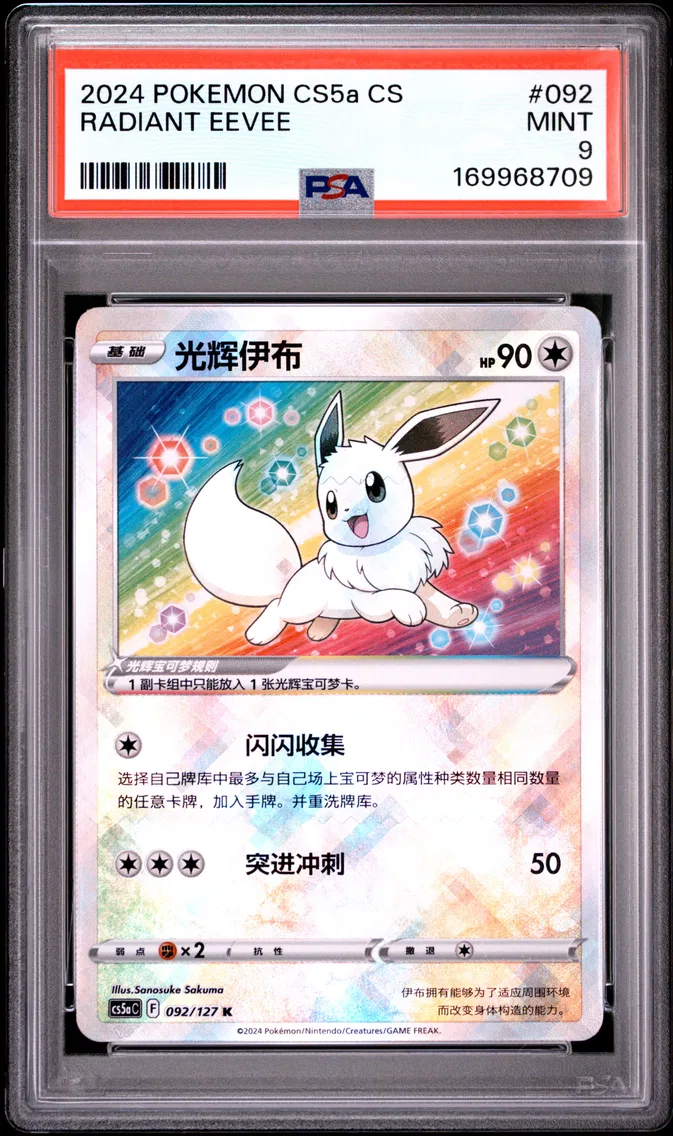 2024 POKEMON CS5a CS #092
RADIANT EEVEE MINT
9
PSA 169968709
基础 光辉伊布 HP 90
光辉宝可梦规则
1 副卡组中只能放入 1 张光辉宝可梦卡。
闪闪收集
选择自己牌库中最多与自己场上宝可梦的属性种类数量相同数量
的任意卡牌，加入手牌。并重洗牌库。
突进冲刺 50
弱点 ×2 抗性 撤退
Illus.Sanosuke Sakuma
伊布拥有能够为了适应周围环境
而改变身体构造的能力。
cs5aC F 092/127 K
©2024 Pokémon/Nintendo/Creatures/GAME FREAK.
PSA